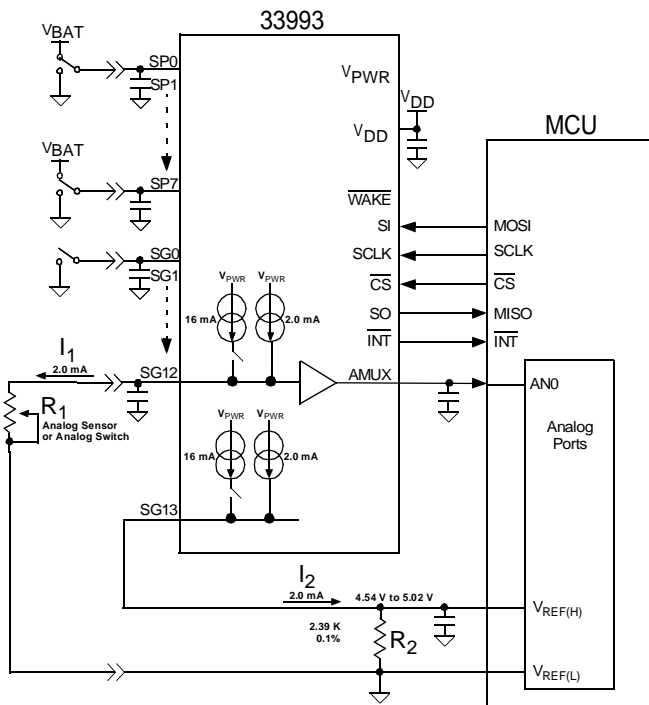 33993
MCU
VBAT
SP0
SP1
VPWR
VDD
VDD
VBAT
SP7
WAKE
SI
MOSI
SCLK
SCLK
SG0
SG1
CS
CS
VPWR
VPWR
SO
MISO
16 mA
2.0 mA
INT
INT
I1
2.0 mA
SG12
AMUX
AN0
R1
Analog Sensor
or Analog Switch
VPWR
VPWR
Analog
Ports
16 mA
2.0 mA
SG13
I2
2.0 mA
4.54 V to 5.02 V
VREF(H)
2.39 K
0.1%
R2
VREF(L)